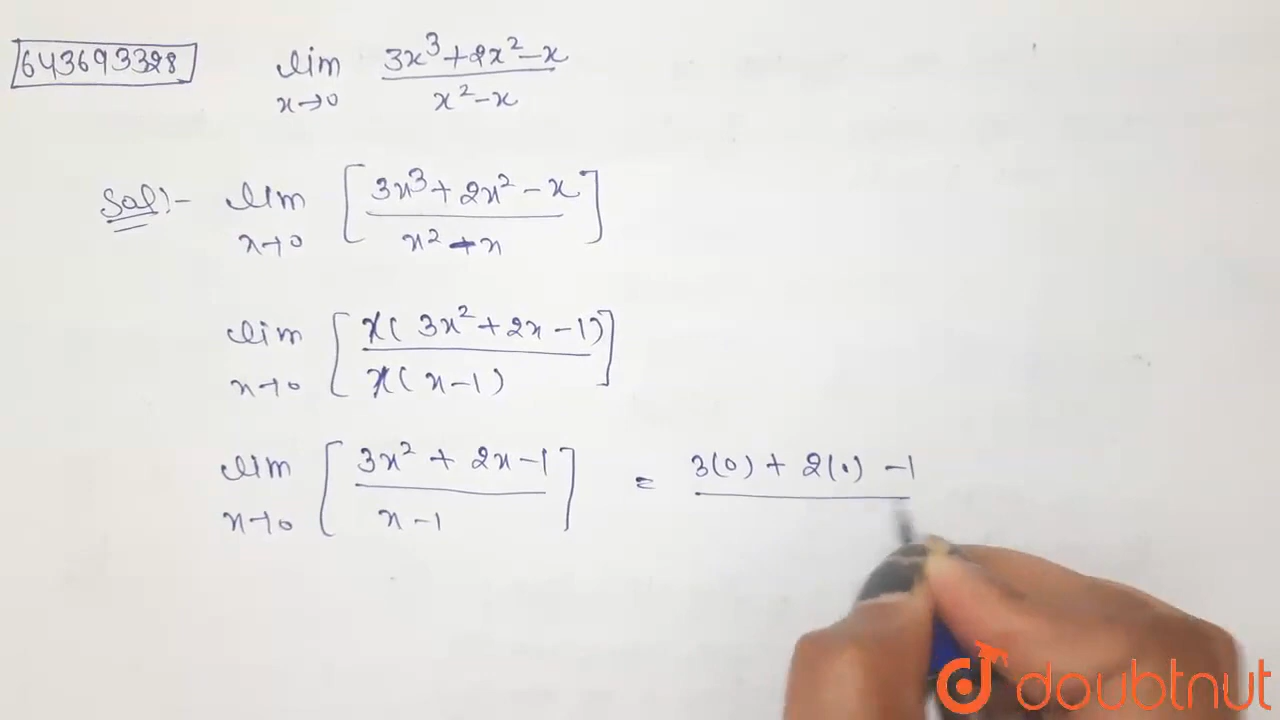 643693328
lim x→0 3x³+2x²-x / x²-x
Sol:- lim x→0 [3x³+2x²-x / x²-x]
lim x→0 [x(3x²+2x-1) / x(x-1)]
lim x→0 [3x²+2x-1 / x-1] = 3(0)+2(0)-1
doubtnut